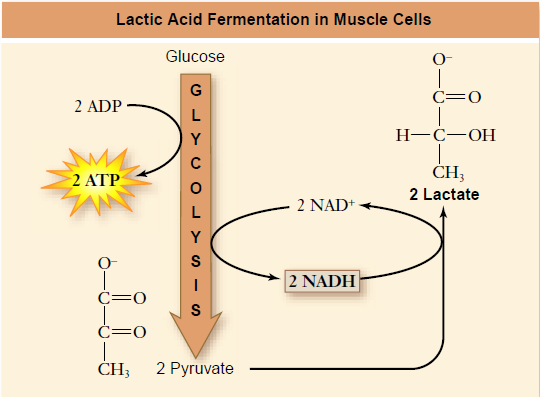 Lactic Acid Fermentation in Muscle Cells
Glucose
GLYCOLYSIS
2 ADP
2 ATP
2 NAD+
2 NADH
O-
C=O
H-C-OH
CH3
2 Lactate
O-
C=O
C=O
CH3
2 Pyruvate